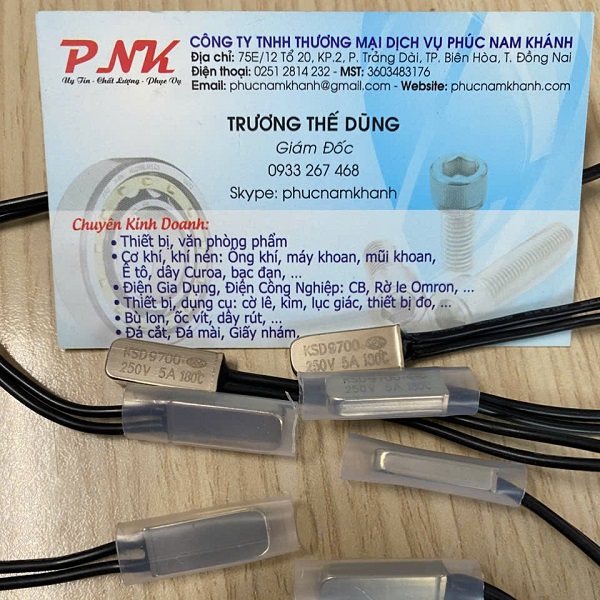 PNK
Uy Tín - Chất Lượng - Phục Vụ
CÔNG TY TNHH THƯƠNG MẠI DỊCH VỤ PHÚC NAM KHÁNH
Địa chỉ: 75E/12 Tổ 20, KP.2, P. Trảng Dài, TP. Biên Hòa, T. Đồng Nai
Điện thoại: 0251 2814 232 - MST: 3603483176
Email: phucnamkhanh@gmail.com - Website: phucnamkhanh.com
TRƯƠNG THẾ DŨNG
Giám Đốc
0933 267 468
Skype: phucnamkhanh
Chuyên Kinh Doanh:
• Thiết bị, văn phòng phẩm
• Cơ khí, khí nén: Ống khí, máy khoan, mũi khoan,
Ê tô, dây Curoa, bạc đạn, ...
• Điện Gia Dụng, Điện Công Nghiệp: CB, Rờ le Omron, ...
• Thiết bị, dụng cụ: cờ lê, kìm, lục giác, thiết bị đo, ...
• Bù lon, ốc vít, dây rút, ...
• Đá cắt, Đá mài, Giấy nhám.
KSD9700
250V 5A 180℃
KSD9700
250V 5A 180℃
KSD9700
250V 5A 180℃